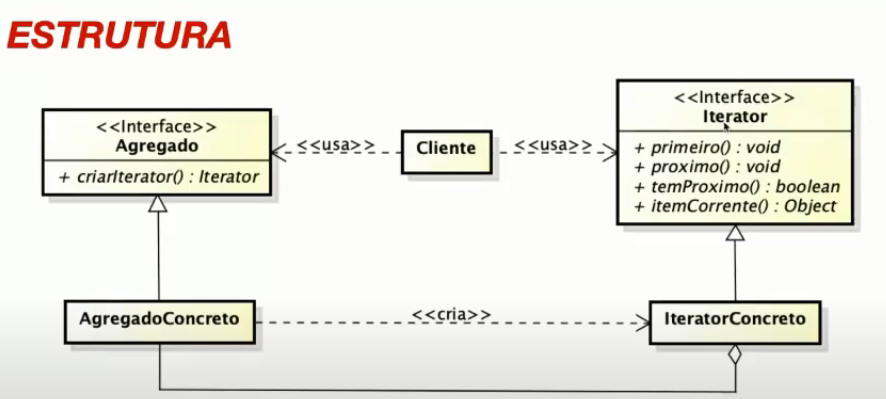 ESTRUTURA
<<Interface>>
Agregado
+ criarIterator() : Iterator
<<usa>>
Cliente
<<usa>>
<<Interface>>
Iterator
+ primeiro() : void
+ proximo() : void
+ temProximo() : boolean
+ itemCorrente() : Object
AgregadoConcreto
<<cria>>
IteratorConcreto